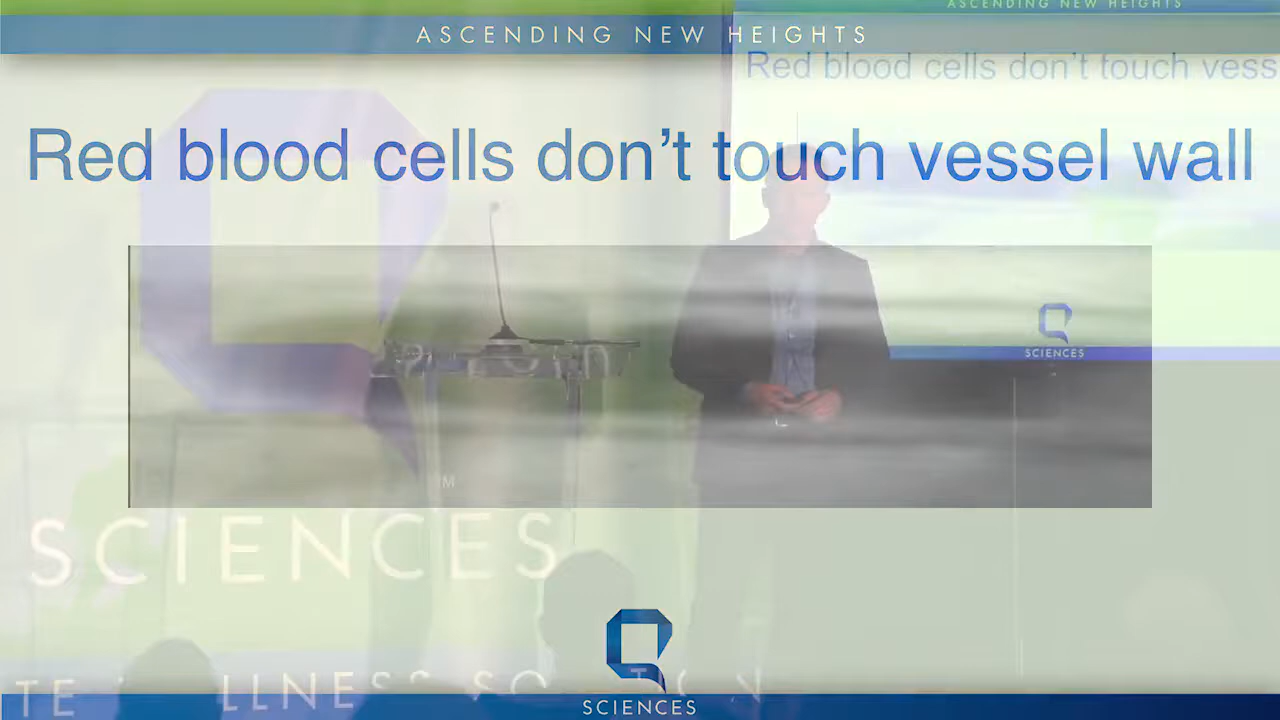 ASCENDING NEW HEIGHTS
ASCENDING NEW HEIGHTS
Red blood cells don't touch vess
Red blood cells don't touch vessel wall
SCIENCES
SCIENCES
SCIENCES